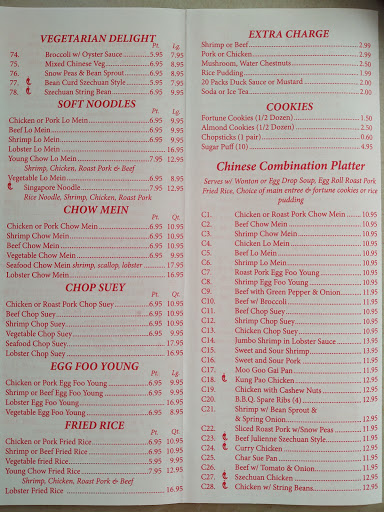 VEGETARIAN DELIGHT
Pt. Lg.
74. Broccoli w/ Oyster Sauce 5.95 7.95
75. Mixed Chinese Veg 6.95 8.95
76. Snow Peas & Bean Sprout 6.95 8.95
77. Bean Curd Szechuan Style 5.95 7.95
78. Szechuan String Bean 6.95 9.95
SOFT NOODLES
Pt. Lg.
Chicken or Pork Lo Mein 6.95 9.95
Beef Lo Mein 6.95 9.95
Shrimp Lo Mein 6.95 9.95
Lobster Lo Mein 16.95
Young Chow Lo Mein 7.95 12.95
Shrimp, Chicken, Roast Pork & Beef
Vegetable Lo Mein 6.95 8.95
Singapore Noodle 7.95 12.95
Rice Noodle, Shrimp, Chicken, Roast Pork
CHOW MEIN
Pt. Qt.
Chicken or Pork Chow Mein 6.95 10.95
Shrimp Chow Mein 6.95 10.95
Beef Chow Mein 6.95 10.95
Vegetable Chow Mein 6.95 9.95
Seafood Chow Mein shrimp, scallop, lobster 17.95
Lobster Chow Mein 16.95
CHOP SUEY
Pt. Qt.
Chicken or Roast Pork Chop Suey 6.95 10.95
Beef Chop Suey 6.95 10.95
Shrimp Chop Suey 6.95 10.95
Vegetable Chop Suey 6.95 9.95
Seafood Chop Suey 17.95
Lobster Chop Suey 16.95
EGG FOO YOUNG
Pt. Lg.
Chicken or Pork Egg Foo Young 6.95 9.95
Shrimp or Beef Egg Foo Young 6.95 9.95
Lobster Egg Foo Young 16.95
Vegetable Egg Foo Young 6.95 8.95
FRIED RICE
Pt. Qt.
Chicken or Pork Fried Rice 6.95 10.95
Shrimp or Beef Fried Rice 6.95 10.95
Vegetable fried Rice 6.95 9.95
Young Chow Fried Rice 7.95 12.95
Shrimp, Chicken, Roast Pork & Beef
Lobster Fried Rice 16.95
EXTRA CHARGE
Shrimp or Beef 2.99
Pork or Chicken 2.99
Mushroom, Water Chestnuts 2.50
Rice Pudding 1.99
20 Packs Duck Sauce or Mustard 2.00
Soda or Ice Tea 2.00
COOKIES
Fortune Cookies (1/2 Dozen) 1.50
Almond Cookies (1/2 Dozen) 2.50
Chopsticks (1 pair) 0.60
Sugar Puff (10) 4.95
Chinese Combination Platter
Serves w/ Wonton or Egg Drop Soup, Egg Roll Roast Pork
Fried Rice, Choice of main entree & fortune cookies or rice
pudding
C1. Chicken or Roast Pork Chow Mein 10.95
C2. Beef Chow Mein 10.95
C3. Shrimp Chow Mein 10.95
C4. Chicken Lo Mein 10.95
C5. Beef Lo Mein 10.95
C6. Shrimp Lo Mein 10.95
C7. Roast Pork Egg Foo Young 10.95
C8. Shrimp Egg Foo Young 10.95
C9. Beef with Green Pepper & Onion 11.95
C10. Beef w/ Broccoli 11.95
C11. Beef Chop Suey 10.95
C12. Shrimp Chop Suey 10.95
C13. Chicken Chop Suey 10.95
C14. Jumbo Shrimp in Lobster Sauce 13.95
C15. Sweet and Sour Shrimp 13.95
C16. Sweet and Sour Pork 11.95
C17. Moo Goo Gai Pan 11.95
C18. Kung Pao Chicken 11.95
C19. Chicken with Cashew Nuts 11.95
C20. B.B.Q. Spare Ribs (4) 12.95
C21. Shrimp w/ Bean Sprout &
& Spring Onion 12.95
C22. Sliced Roast Pork w/Snow Peas 11.95
C23. Beef Julienne Szechuan Style 11.95
C24. Curry Chicken 11.95
C25. Char Sue Pan 11.95
C26. Beef w/ Tomato & Onion 11.95
C27. Szechuan Chicken 11.95
C28. Chicken w/ String Beans 11.95